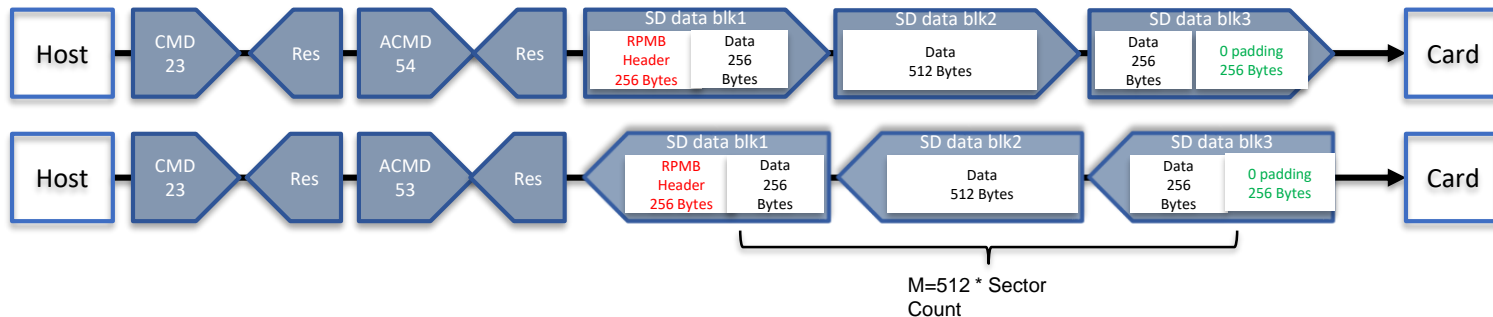 Host
CMD
23
Res
ACMD
54
Res
SD data blk1
RPMB
Header
256 Bytes
Data
256
Bytes
SD data blk2
Data
512 Bytes
SD data blk3
Data
256
Bytes
0 padding
256 Bytes
Card
Host
CMD
23
Res
ACMD
53
Res
SD data blk1
RPMB
Header
256 Bytes
Data
256
Bytes
SD data blk2
Data
512 Bytes
SD data blk3
Data
256
Bytes
0 padding
256 Bytes
Card
M=512 * Sector
Count